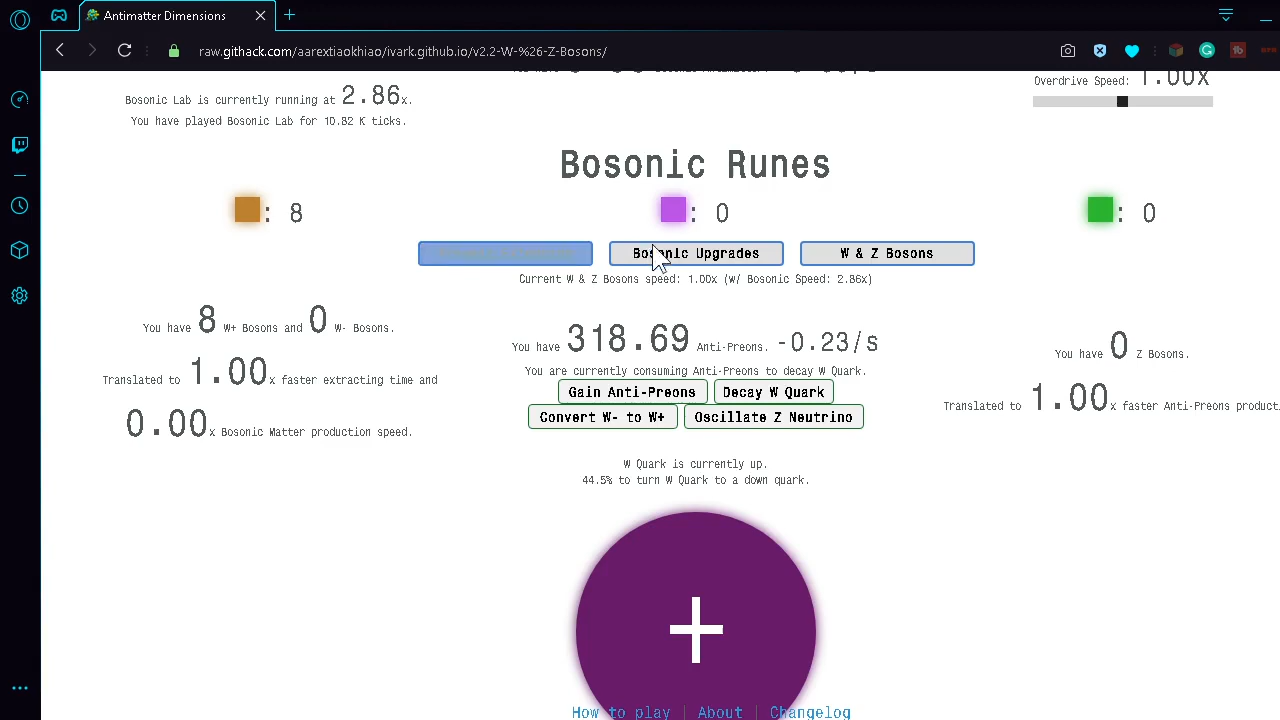 Antimatter Dimensions
raw.githack.com/aarextiaokhiao/ivark.github.io/v2.2-W-%26-Z-Bosons/
Overdrive Speed: 1.00x
Bosonic Lab is currently running at 2.86x.
You have played Bosonic Lab for 10.82 K ticks.
Bosonic Runes
: 8
: 0
: 0
Bosonic Upgrades
W & Z Bosons
Current W & Z Bosons speed: 1.00x (w/ Bosonic Speed: 2.86x)
You have 8 W+ Bosons and 0 W- Bosons.
You have 318.69 Anti-Preons. -0.23/s
You have 0 Z Bosons.
Translated to 1.00x faster extracting time and
0.00x Bosonic Matter production speed.
You are currently consuming Anti-Preons to decay W Quark.
Gain Anti-Preons
Decay W Quark
Convert W- to W+
Oscillate Z Neutrino
Translated to 1.00x faster Anti-Preons product
W Quark is currently up.
44.5% to turn W Quark to a down quark.
+
How to play | About | Changelog